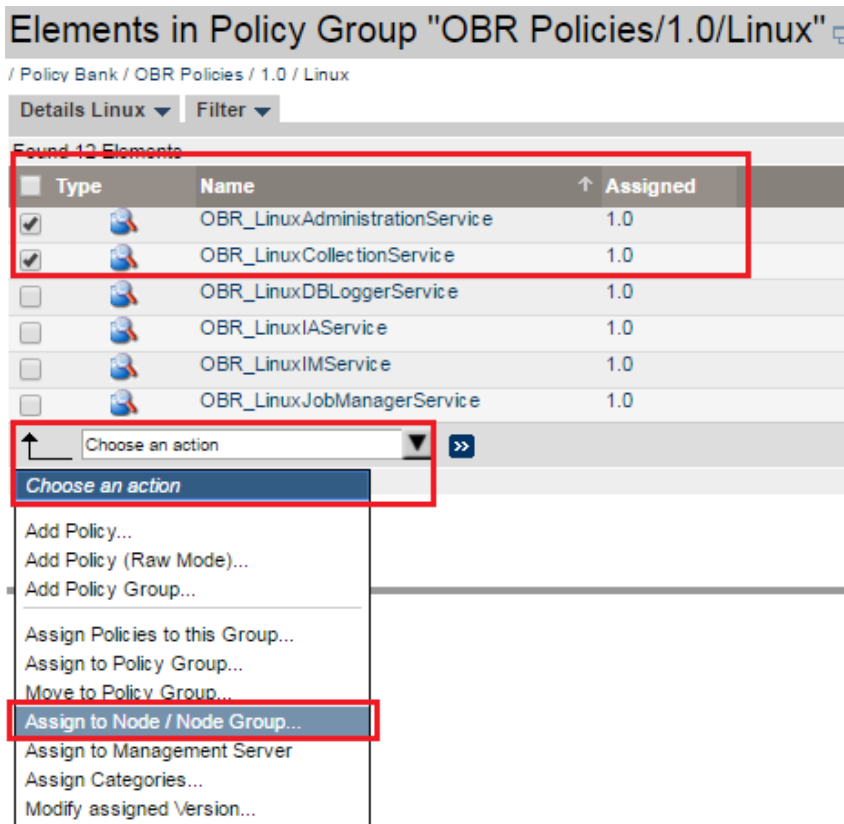 Elements in Policy Group "OBR Policies/1.0/Linux"
/ Policy Bank / OBR Policies / 1.0 / Linux
Details Linux Filter
Found 12 Elements
Type Name Assigned
OBR_LinuxAdministrationService 1.0
OBR_LinuxCollectionService 1.0
OBR_LinuxDBLoggerService 1.0
OBR_LinuxIAService 1.0
OBR_LinuxIMService 1.0
OBR_LinuxJobManagerService 1.0
Choose an action
Choose an action
Add Policy...
Add Policy (Raw Mode)...
Add Policy Group...
Assign Policies to this Group...
Assign to Policy Group...
Move to Policy Group...
Assign to Node / Node Group...
Assign to Management Server
Assign Categories...
Modify assigned Version...